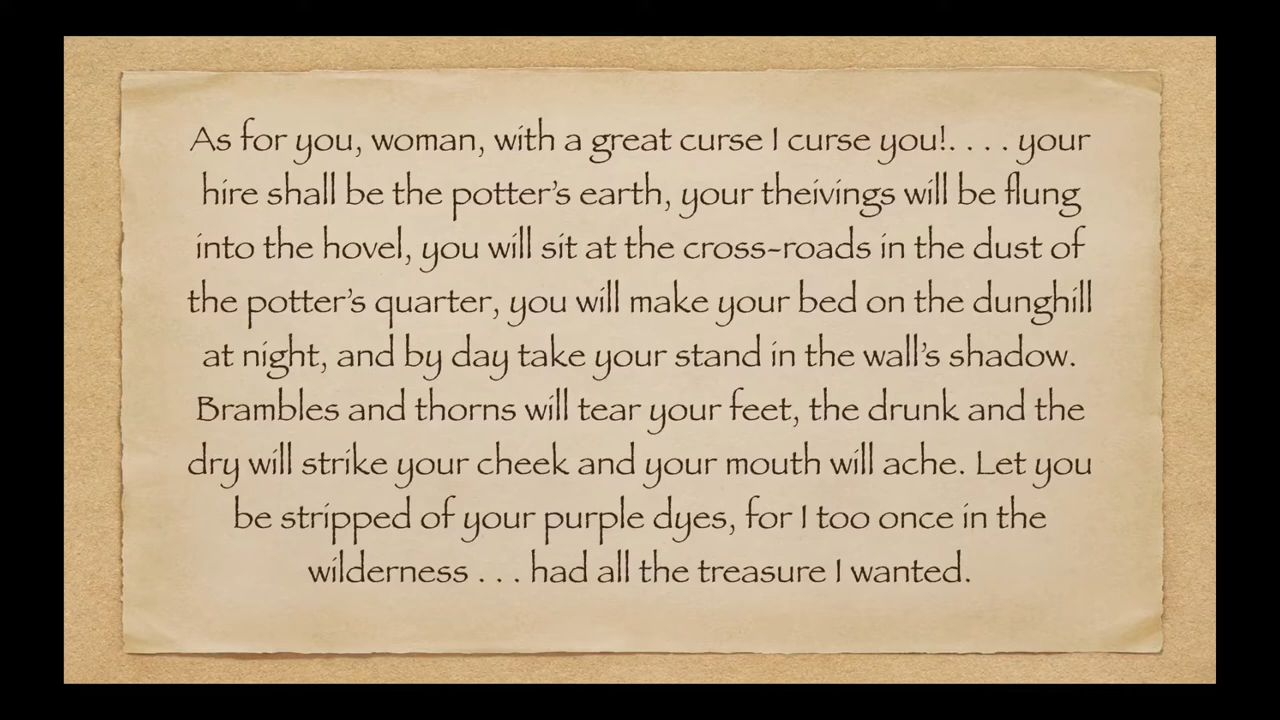 As for you, woman, with a great curse I curse you!. . . . your
hire shall be the potter's earth, your theivings will be flung
into the hovel, you will sit at the cross-roads in the dust of
the potter's quarter, you will make your bed on the dunghill
at night, and by day take your stand in the wall's shadow.
Brambles and thorns will tear your feet, the drunk and the
dry will strike your cheek and your mouth will ache. Let you
be stripped of your purple dyes, for I too once in the
wilderness . . . had all the treasure I wanted.